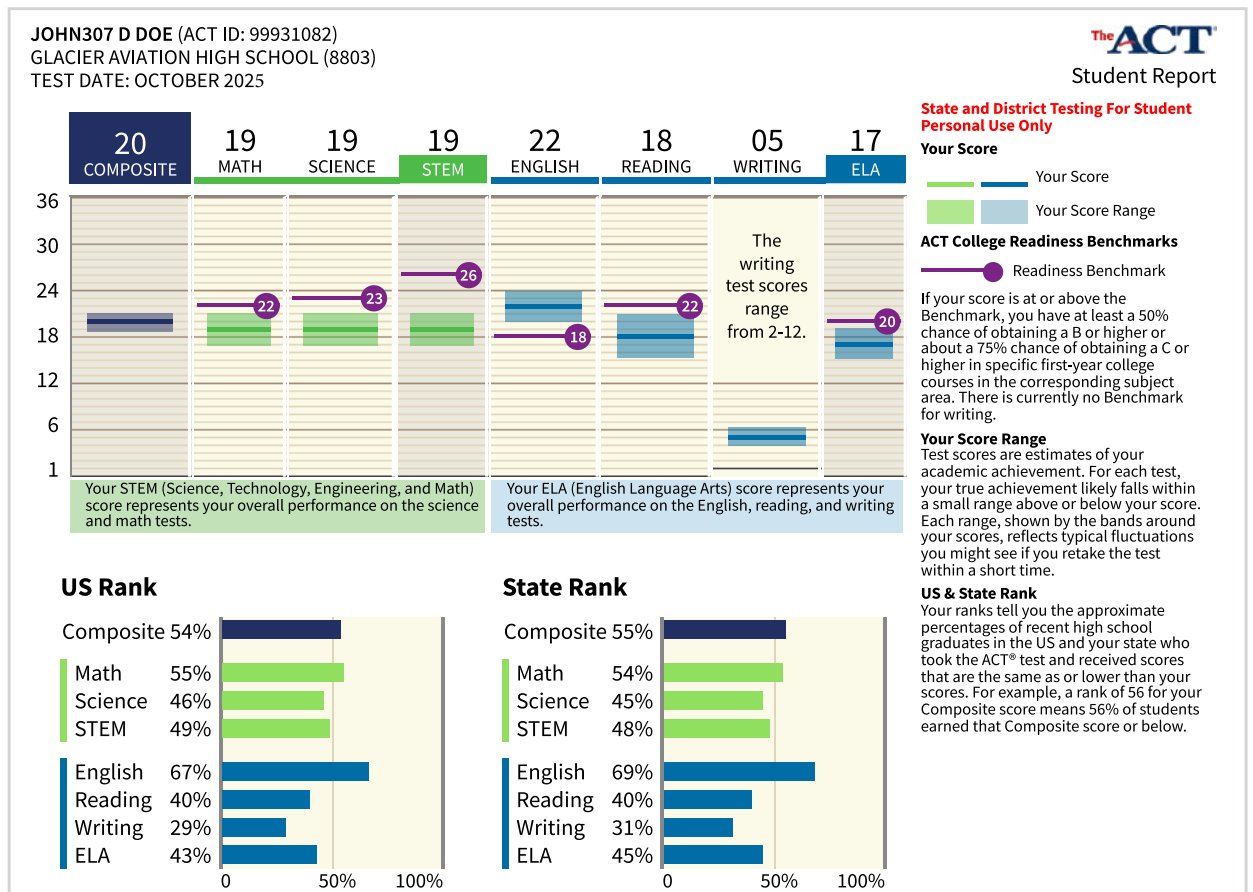 JOHN307 D DOE (ACT ID: 99931082)
GLACIER AVIATION HIGH SCHOOL (8803)
TEST DATE: OCTOBER 2025
The ACT®
Student Report
20
COMPOSITE
19
MATH
19
SCIENCE
19
STEM
22
ENGLISH
18
READING
05
WRITING
17
ELA
36
30
24
18
12
6
1
22
23
26
18
22
20
The
writing
test scores
range
from 2-12.
Your STEM (Science, Technology, Engineering, and Math)
score represents your overall performance on the science
and math tests.
Your ELA (English Language Arts) score represents your
overall performance on the English, reading, and writing
tests.
State and District Testing For Student
Personal Use Only
Your Score
Your Score
Your Score Range
ACT College Readiness Benchmarks
Readiness Benchmark
If your score is at or above the
Benchmark, you have at least a 50%
chance of obtaining a B or higher or
about a 75% chance of obtaining a C or
higher in specific first-year college
courses in the corresponding subject
area. There is currently no Benchmark
for writing.
Your Score Range
Test scores are estimates of your
academic achievement. For each test,
your true achievement likely falls within
a small range above or below your score.
Each range, shown by the bands around
your scores, reflects typical fluctuations
you might see if you retake the test
within a short time.
US & State Rank
Your ranks tell you the approximate
percentages of recent high school
graduates in the US and your state who
took the ACT® test and received scores
that are the same as or lower than your
scores. For example, a rank of 56 for your
Composite score means 56% of students
earned that Composite score or below.
US Rank
Composite 54%
Math 55%
Science 46%
STEM 49%
English 67%
Reading 40%
Writing 29%
ELA 43%
0 50% 100%
State Rank
Composite 55%
Math 54%
Science 45%
STEM 48%
English 69%
Reading 40%
Writing 31%
ELA 45%
0 50% 100%